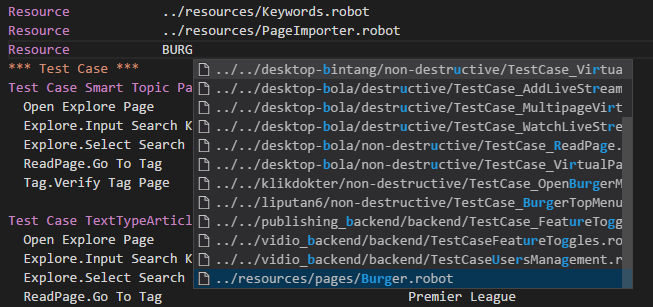 Resource ../resources/Keywords.robot
Resource ../resources/PageImporter.robot
Resource BURG
*** Test Case ***
../../desktop-bintang/non-destructive/TestCase_Virtua
Test Case Smart Topic Pa ../../desktop-bola/destructive/TestCase_AddLiveStream
Open Explore Page ../../desktop-bola/destructive/TestCase_MultipageVirt
Explore.Input Search K ../../desktop-bola/destructive/TestCase_WatchLiveStre
Explore.Select Search ../../desktop-bola/non-destructive/TestCase_ReadPage.
ReadPage.Go To Tag ../../desktop-bola/non-destructive/TestCase_VirtualPa
Tag.Verify Tag Page ../../klikdokter/non-destructive/TestCase_OpenBurgerM
../../liputan6/non-destructive/TestCase_BurgerTopMenu
Test Case TextTypeArticl ../../publishing_backend/backend/TestCase_FeatureTogg
Open Explore Page ../../vidio_backend/backend/TestCaseFeatureToggles.ro
Explore.Input Search K ../../vidio_backend/backend/TestCaseUsersManagement.r
Explore.Select Search ../resources/pages/Burger.robot
ReadPage.Go To Tag Premier League